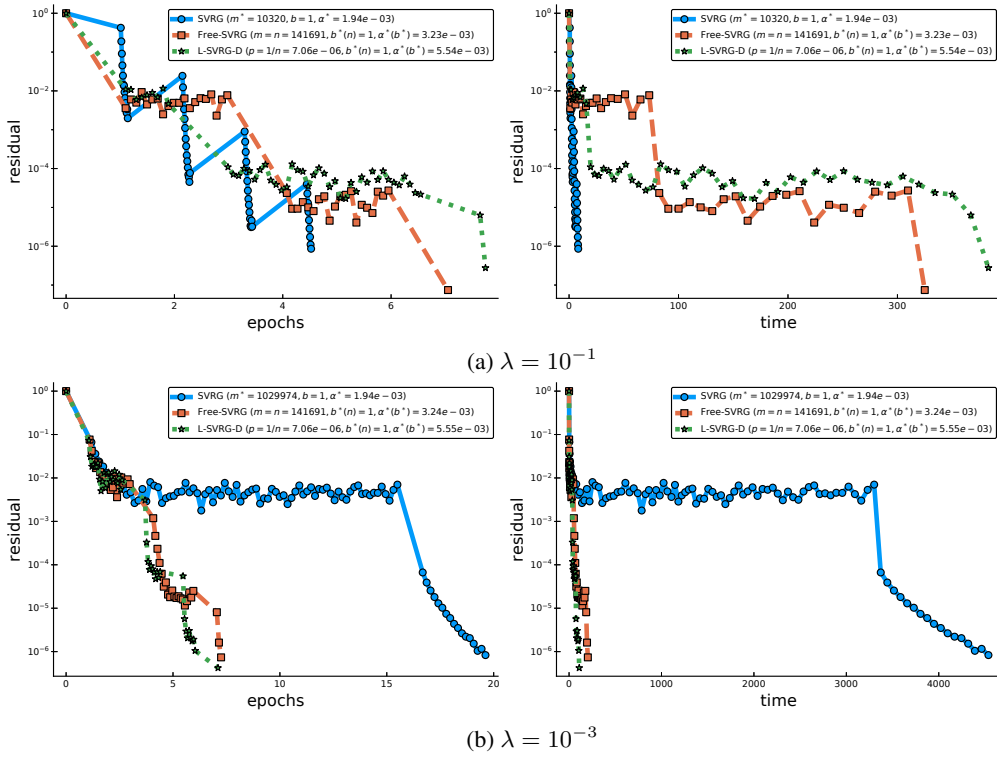 SVRG (m* = 10320, b = 1, α* = 1.94e − 03)
Free-SVRG (m = n = 141691, b*(n) = 1, α*(b*) = 3.23e − 03)
L-SVRG-D (p = 1/n = 7.06e − 06, b*(n) = 1, α*(b*) = 5.54e − 03)
10⁰
10⁻²
10⁻⁴
10⁻⁶
residual
0 2 4 6
epochs
SVRG (m* = 10320, b = 1, α* = 1.94e − 03)
Free-SVRG (m = n = 141691, b*(n) = 1, α*(b*) = 3.23e − 03)
L-SVRG-D (p = 1/n = 7.06e − 06, b*(n) = 1, α*(b*) = 5.54e − 03)
10⁰
10⁻²
10⁻⁴
10⁻⁶
residual
0 100 200 300
time
(a) λ = 10⁻¹
SVRG (m* = 1029974, b = 1, α* = 1.94e − 03)
Free-SVRG (m = n = 141691, b*(n) = 1, α*(b*) = 3.24e − 03)
L-SVRG-D (p = 1/n = 7.06e − 06, b*(n) = 1, α*(b*) = 5.55e − 03)
10⁰
10⁻¹
10⁻²
10⁻³
10⁻⁴
10⁻⁵
10⁻⁶
residual
0 5 10 15 20
epochs
SVRG (m* = 1029974, b = 1, α* = 1.94e − 03)
Free-SVRG (m = n = 141691, b*(n) = 1, α*(b*) = 3.24e − 03)
L-SVRG-D (p = 1/n = 7.06e − 06, b*(n) = 1, α*(b*) = 5.55e − 03)
10⁰
10⁻¹
10⁻²
10⁻³
10⁻⁴
10⁻⁵
10⁻⁶
residual
0 1000 2000 3000 4000
time
(b) λ = 10⁻³